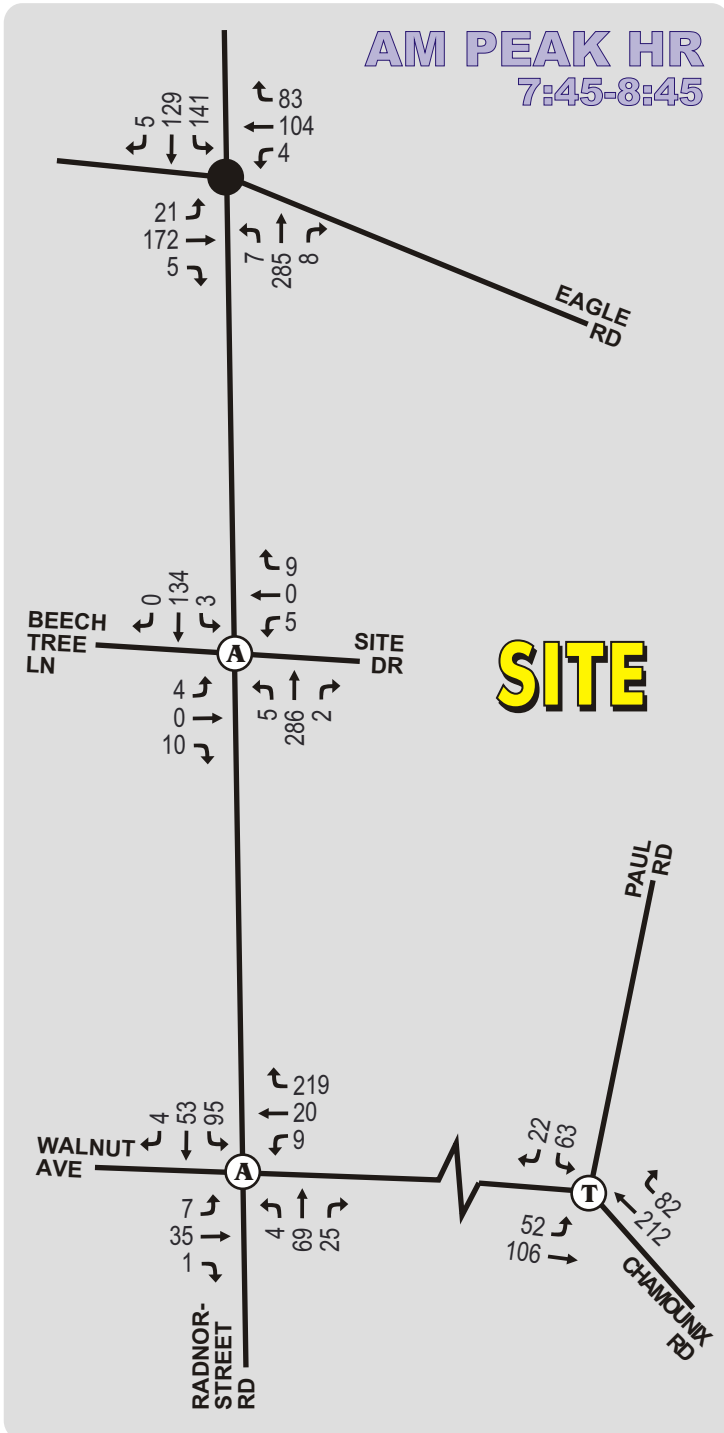 AM PEAK HR
7:45-8:45
5
129
141
83
104
4
21
172
5
7
285
8
EAGLE
RD
0
134
3
9
0
5
BEECH
TREE
LN
A
SITE
DR
4
0
10
5
286
2
SITE
PAUL
RD
4
53
95
219
20
9
WALNUT
AVE
A
7
35
1
4
69
25
22
63
T
82
212
52
106
CHAMOUNIX
RD
RADNOR-
STREET
RD